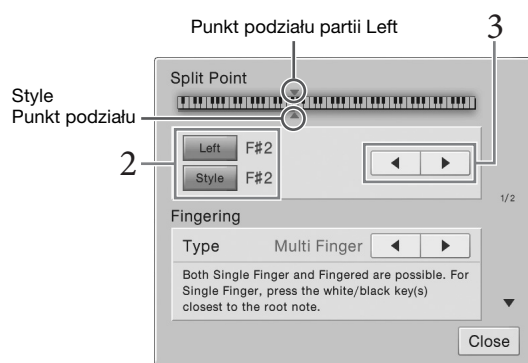 Punkt podziału partii Left
3
Split Point
Style
Punkt podziału
2
Left F♯2
Style F♯2
1/2
Fingering
Type Multi Finger
Both Single Finger and Fingered are possible. For
Single Finger, press the white/black key(s)
closest to the root note.
Close